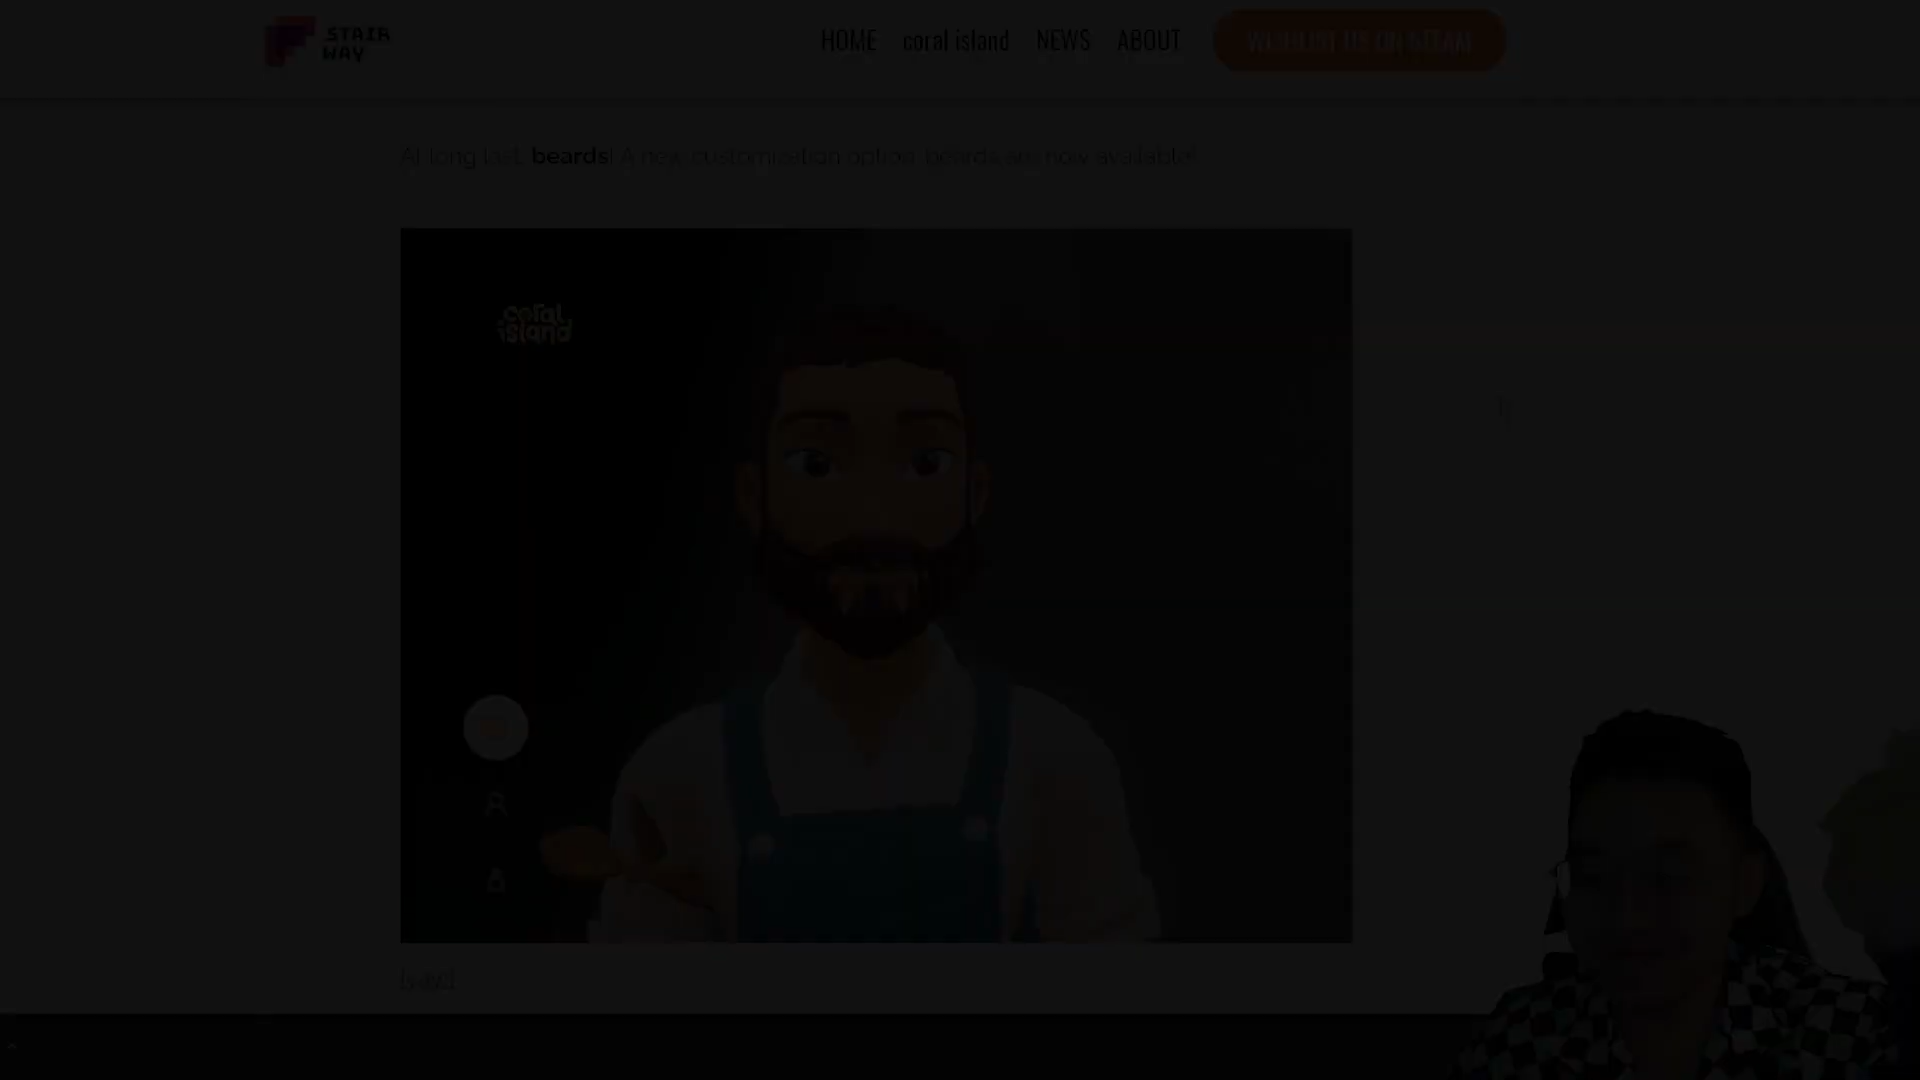 STAIR
WAY
HOME
coral island
NEWS
ABOUT
WISHLIST US ON STEAM
At long last, beards! A new customization option, beards are now available!
coral
island